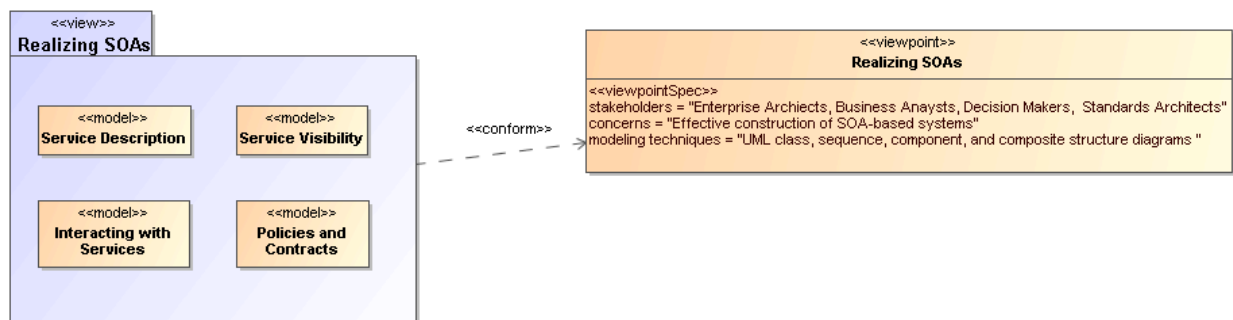 <<view>>
Realizing SOAs
<<model>>
Service Description
<<model>>
Service Visibility
<<model>>
Interacting with
Services
<<model>>
Policies and
Contracts
<<conform>>
<<viewpoint>>
Realizing SOAs
<<viewpointSpec>>
stakeholders = "Enterprise Archiects, Business Anaysts, Decision Makers,  Standards Architects"
concerns = "Effective construction of SOA-based systems"
modeling techniques = "UML class, sequence, component, and composite structure diagrams "